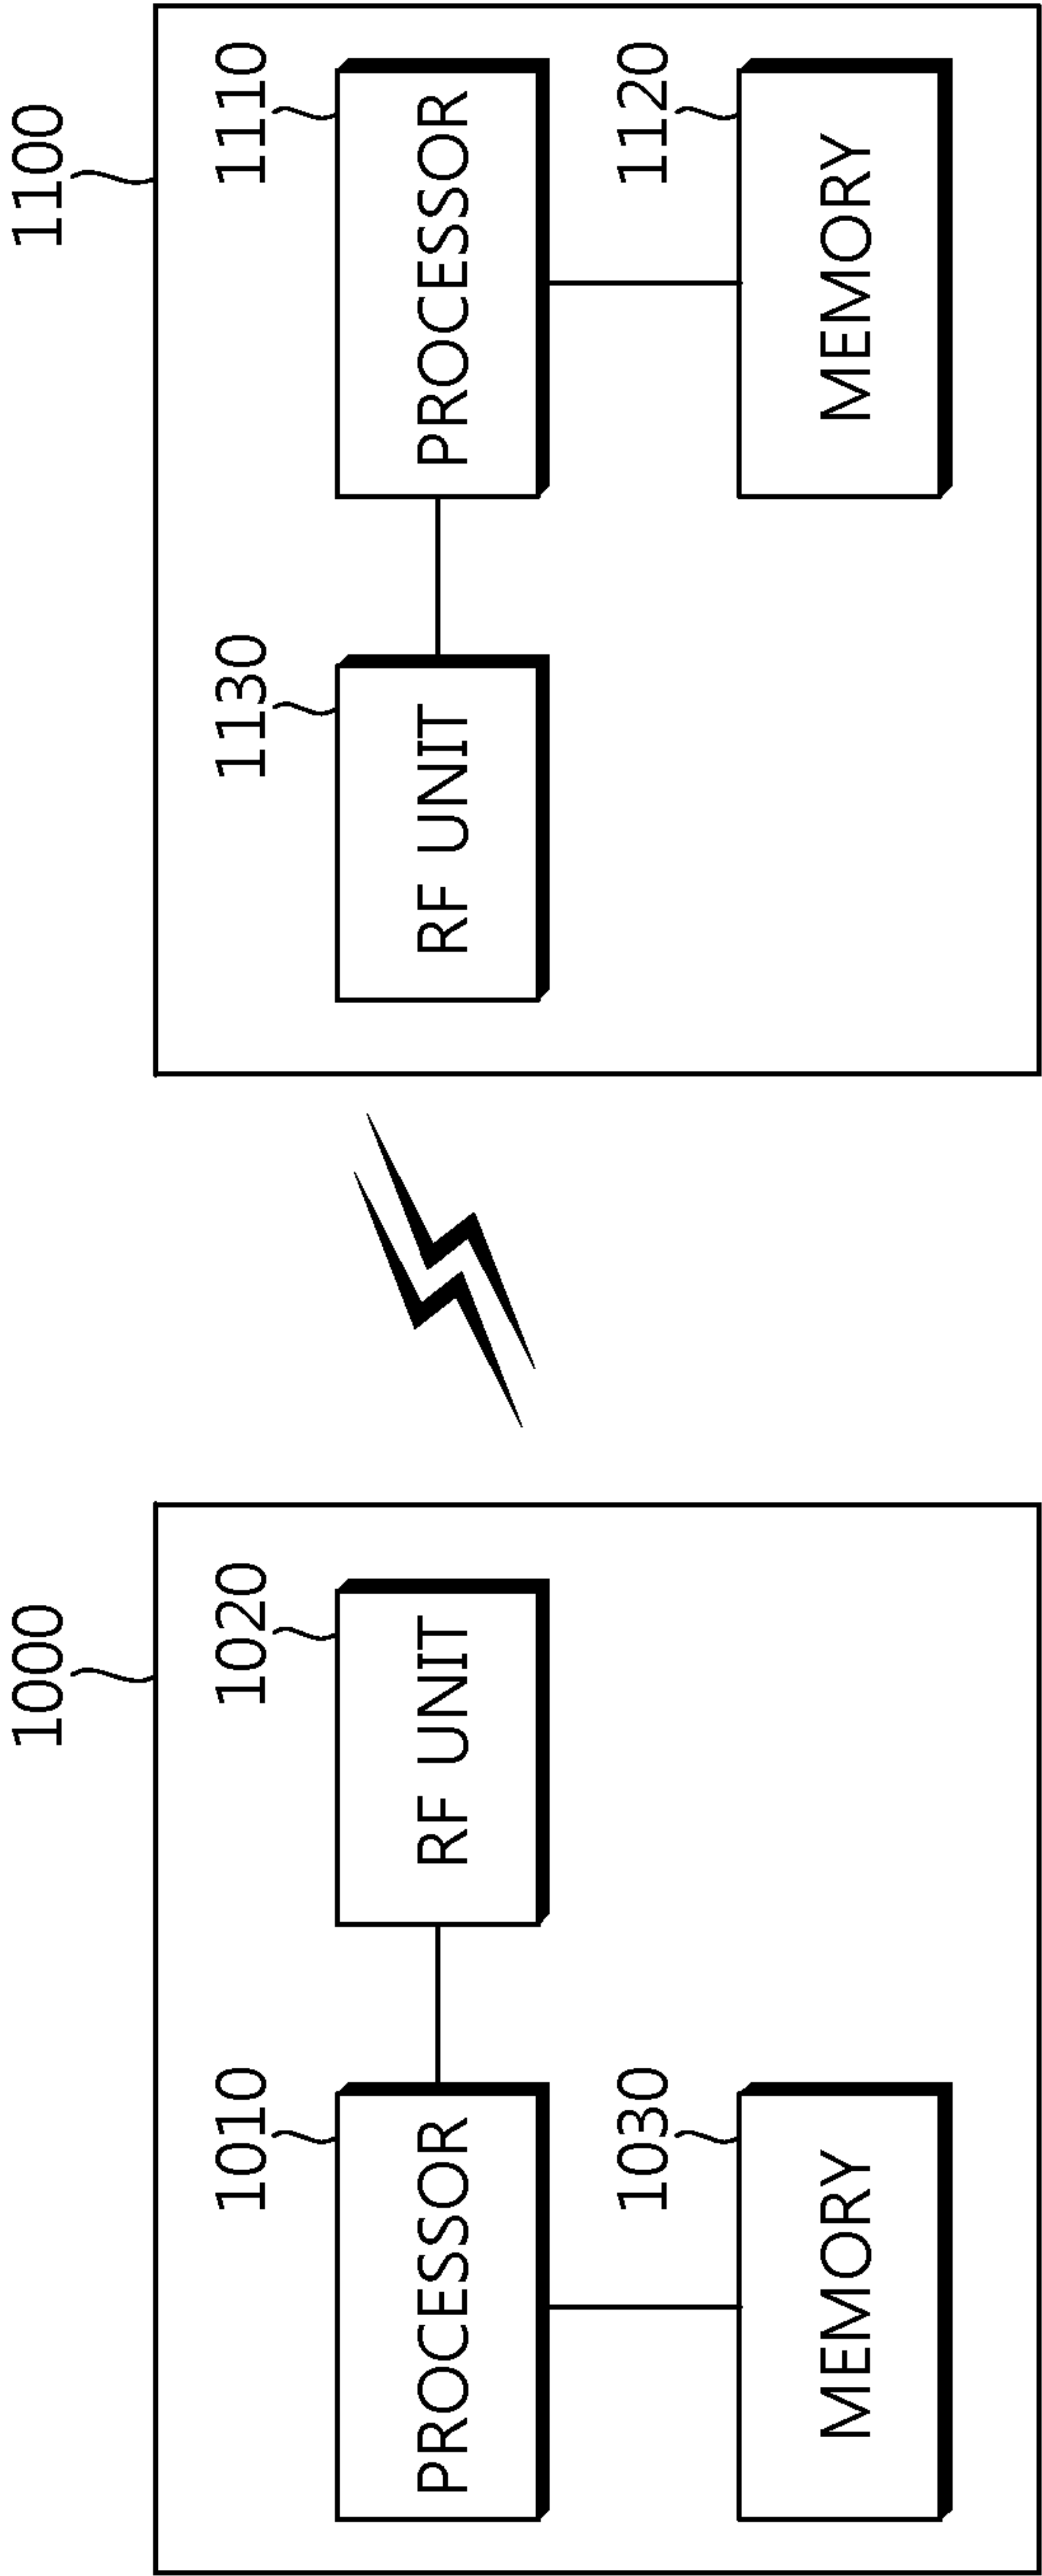 1000
1010
PROCESSOR
1020
RF UNIT
1030
MEMORY
1100
1130
RF UNIT
1110
PROCESSOR
1120
MEMORY